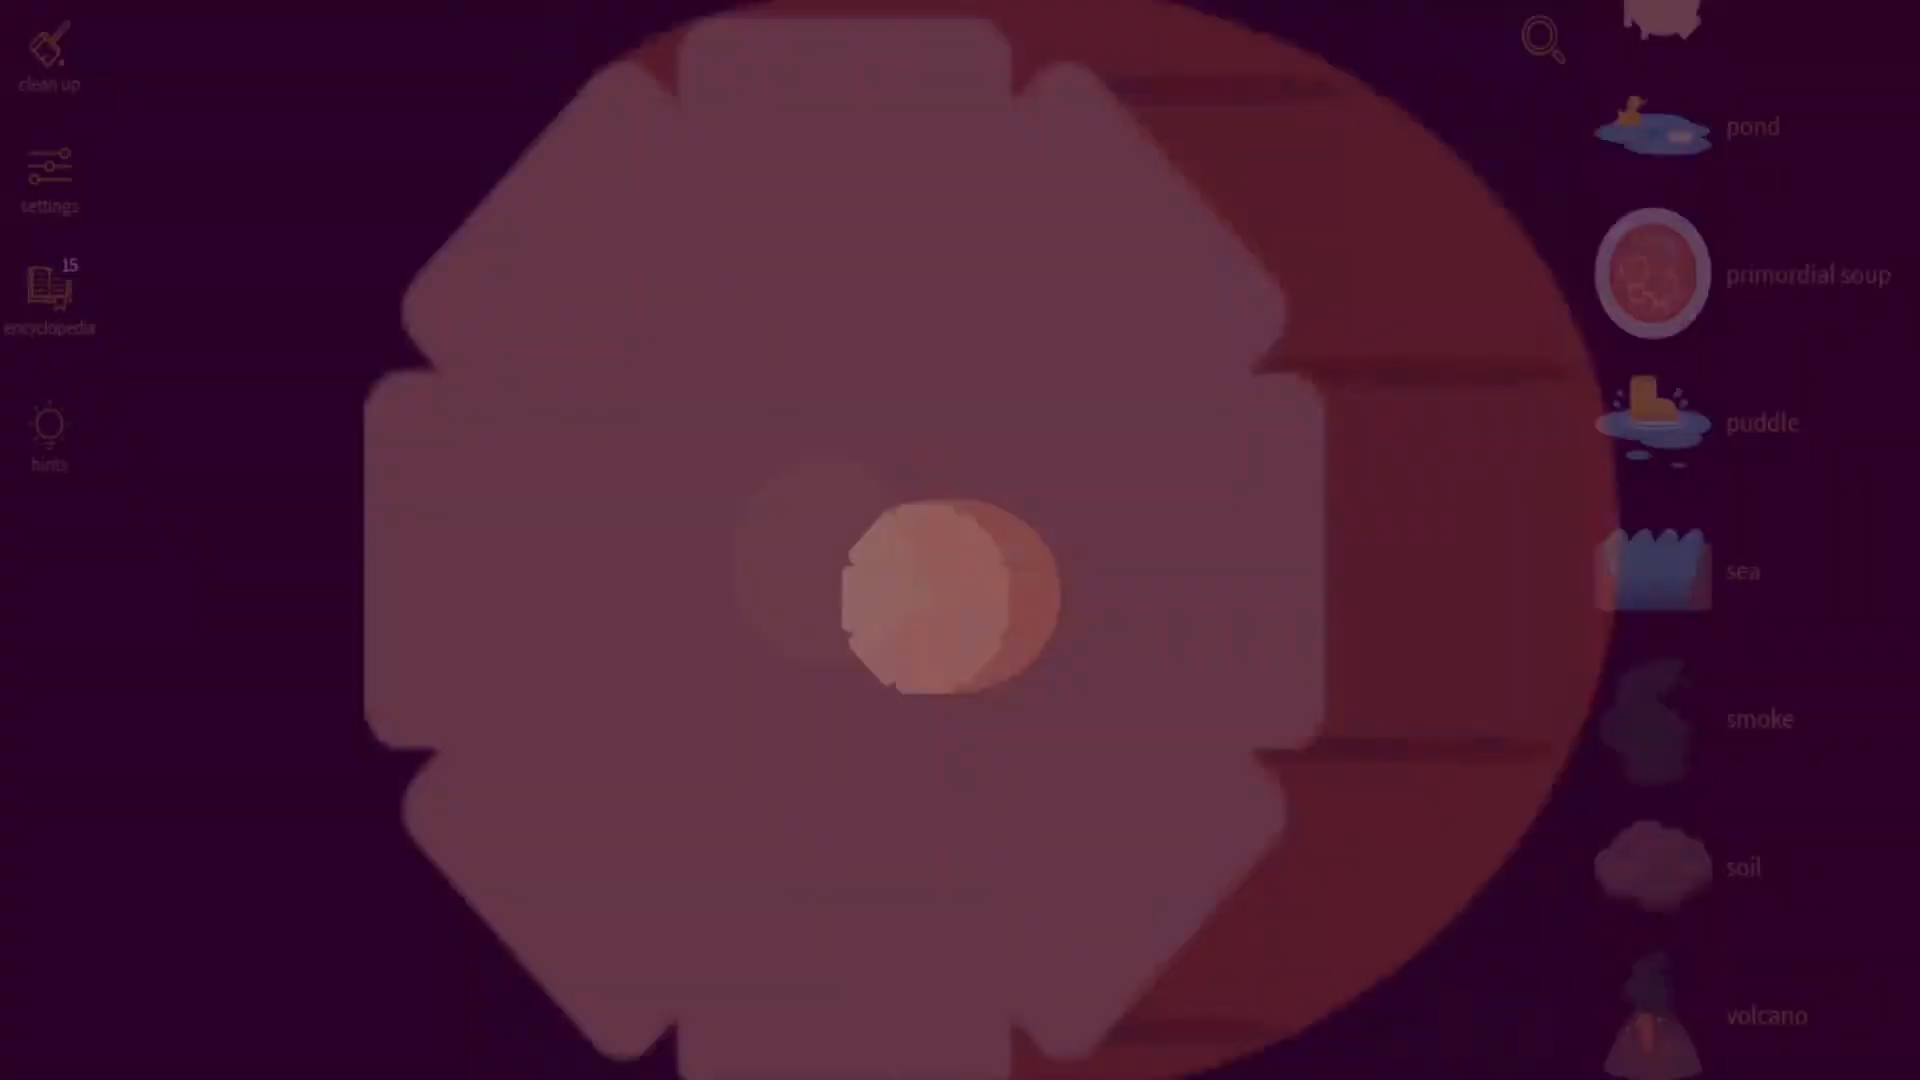 clean up
settings
15
encyclopedia
hints
pond
primordial soup
puddle
sea
smoke
soil
volcano